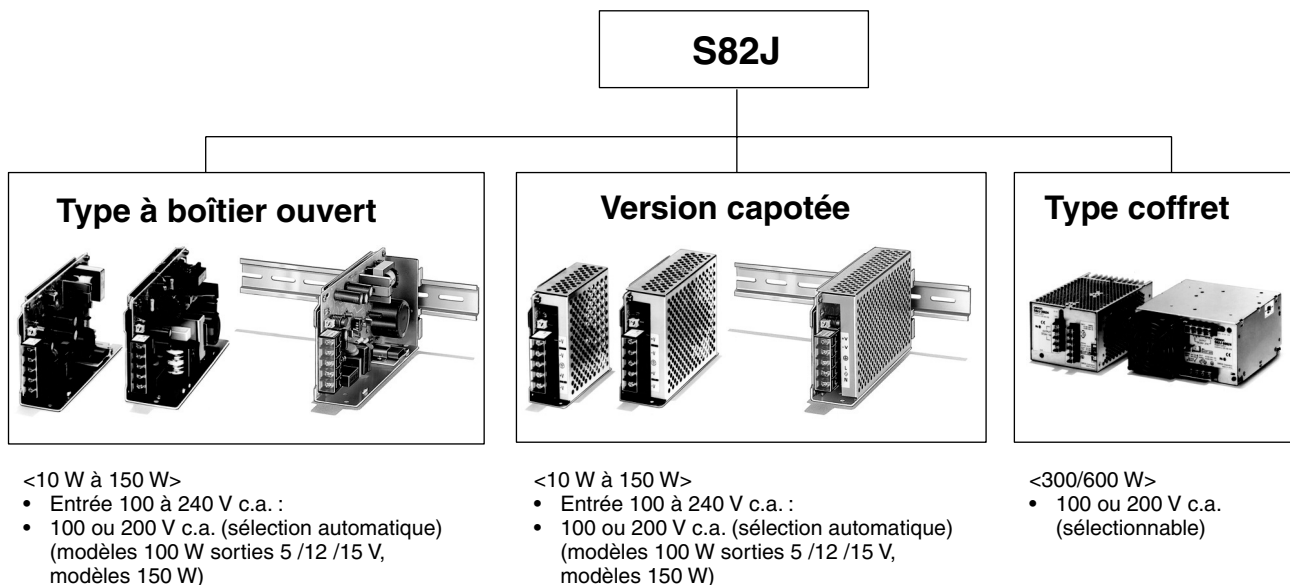 S82J
Type à boîtier ouvert
Version capotée
Type coffret
<10 W à 150 W>
• Entrée 100 à 240 V c.a. :
• 100 ou 200 V c.a. (sélection automatique)
(modèles 100 W sorties 5 /12 /15 V,
modèles 150 W)
<10 W à 150 W>
• Entrée 100 à 240 V c.a. :
• 100 ou 200 V c.a. (sélection automatique)
(modèles 100 W sorties 5 /12 /15 V,
modèles 150 W)
<300/600 W>
• 100 ou 200 V c.a.
(sélectionnable)